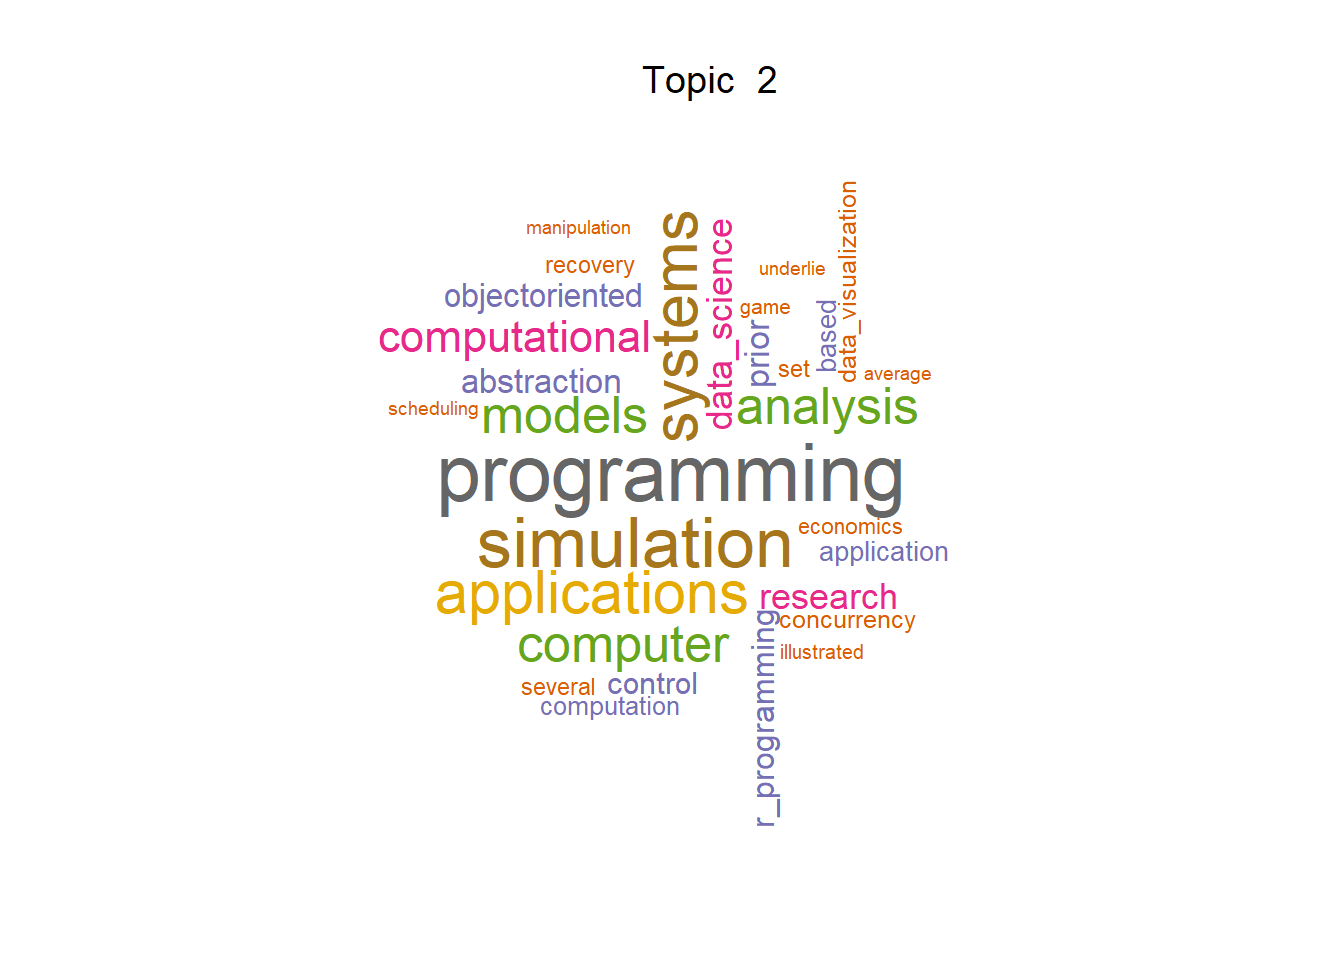 Topic 2
manipulation
systems
data_science
data_visualization
recovery
underlie
objectoriented
game
based
computational
prior
abstraction
set
average
scheduling
models
analysis
programming
simulation
economics
application
applications
research
concurrency
computer
illustrated
several
control
computation
r_programming